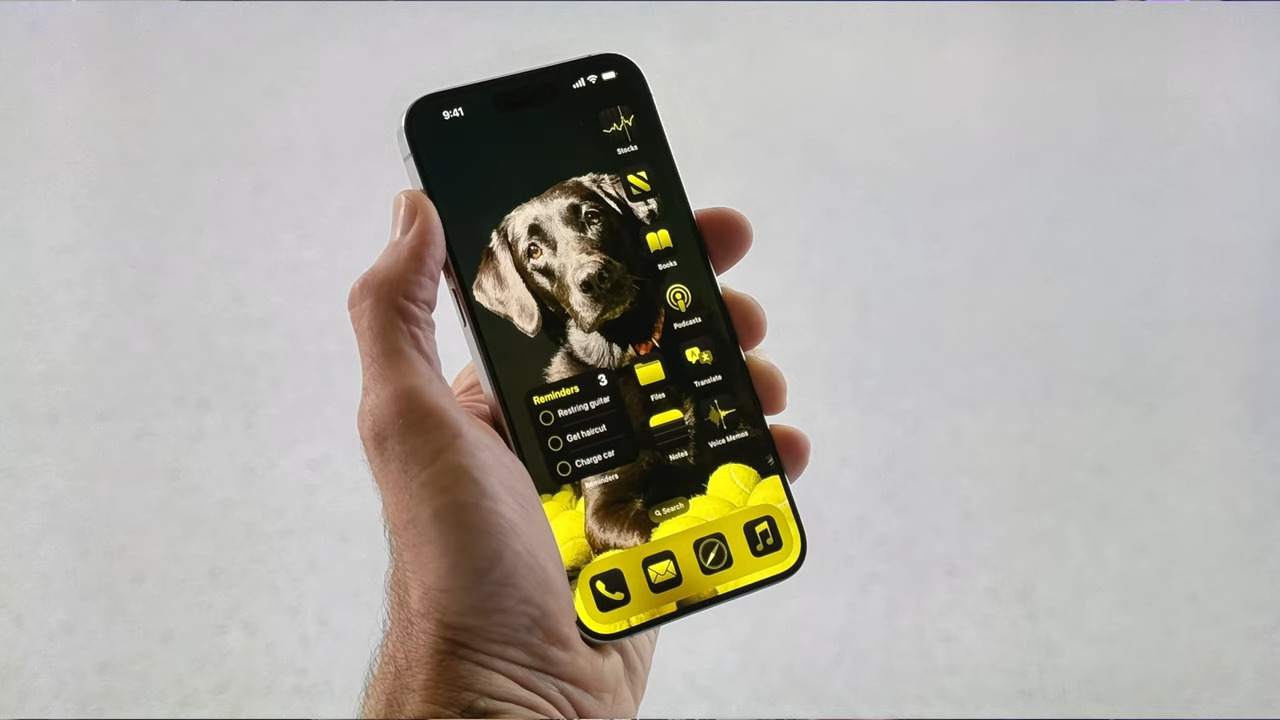 9:41
Stocks
Books
Podcasts
Reminders 3
Restring guitar
Get haircut
Charge car
Reminders
Files
Translate
Notes
Voice Memos
Search